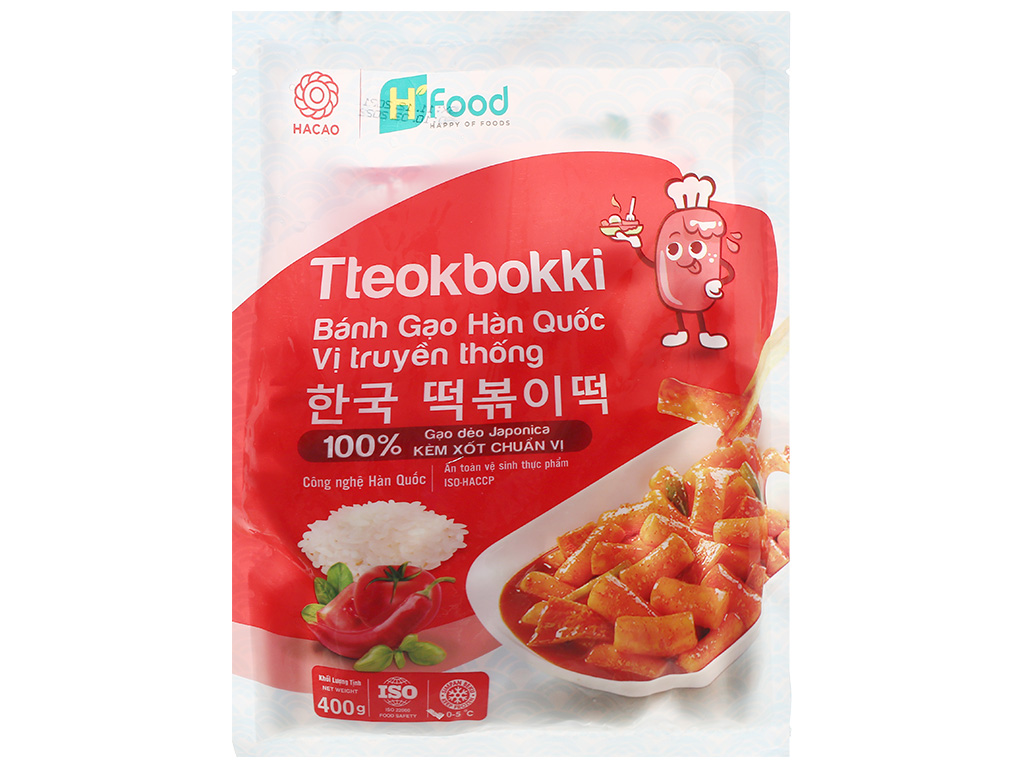 HACAO
H'Food
HAPPY OF FOODS
Tteokbokki
Bánh Gạo Hàn Quốc
Vị truyền thống
한국 떡볶이떡
100%
Gạo dẻo Japonica
KÈM XỐT CHUẨN VỊ
Công nghệ Hàn Quốc
An toàn vệ sinh thực phẩm
ISO-HACCP
Khối Lượng Tịnh
NET WEIGHT
400g
ISO
ISO 22000
FOOD SAFETY
0-5 °C